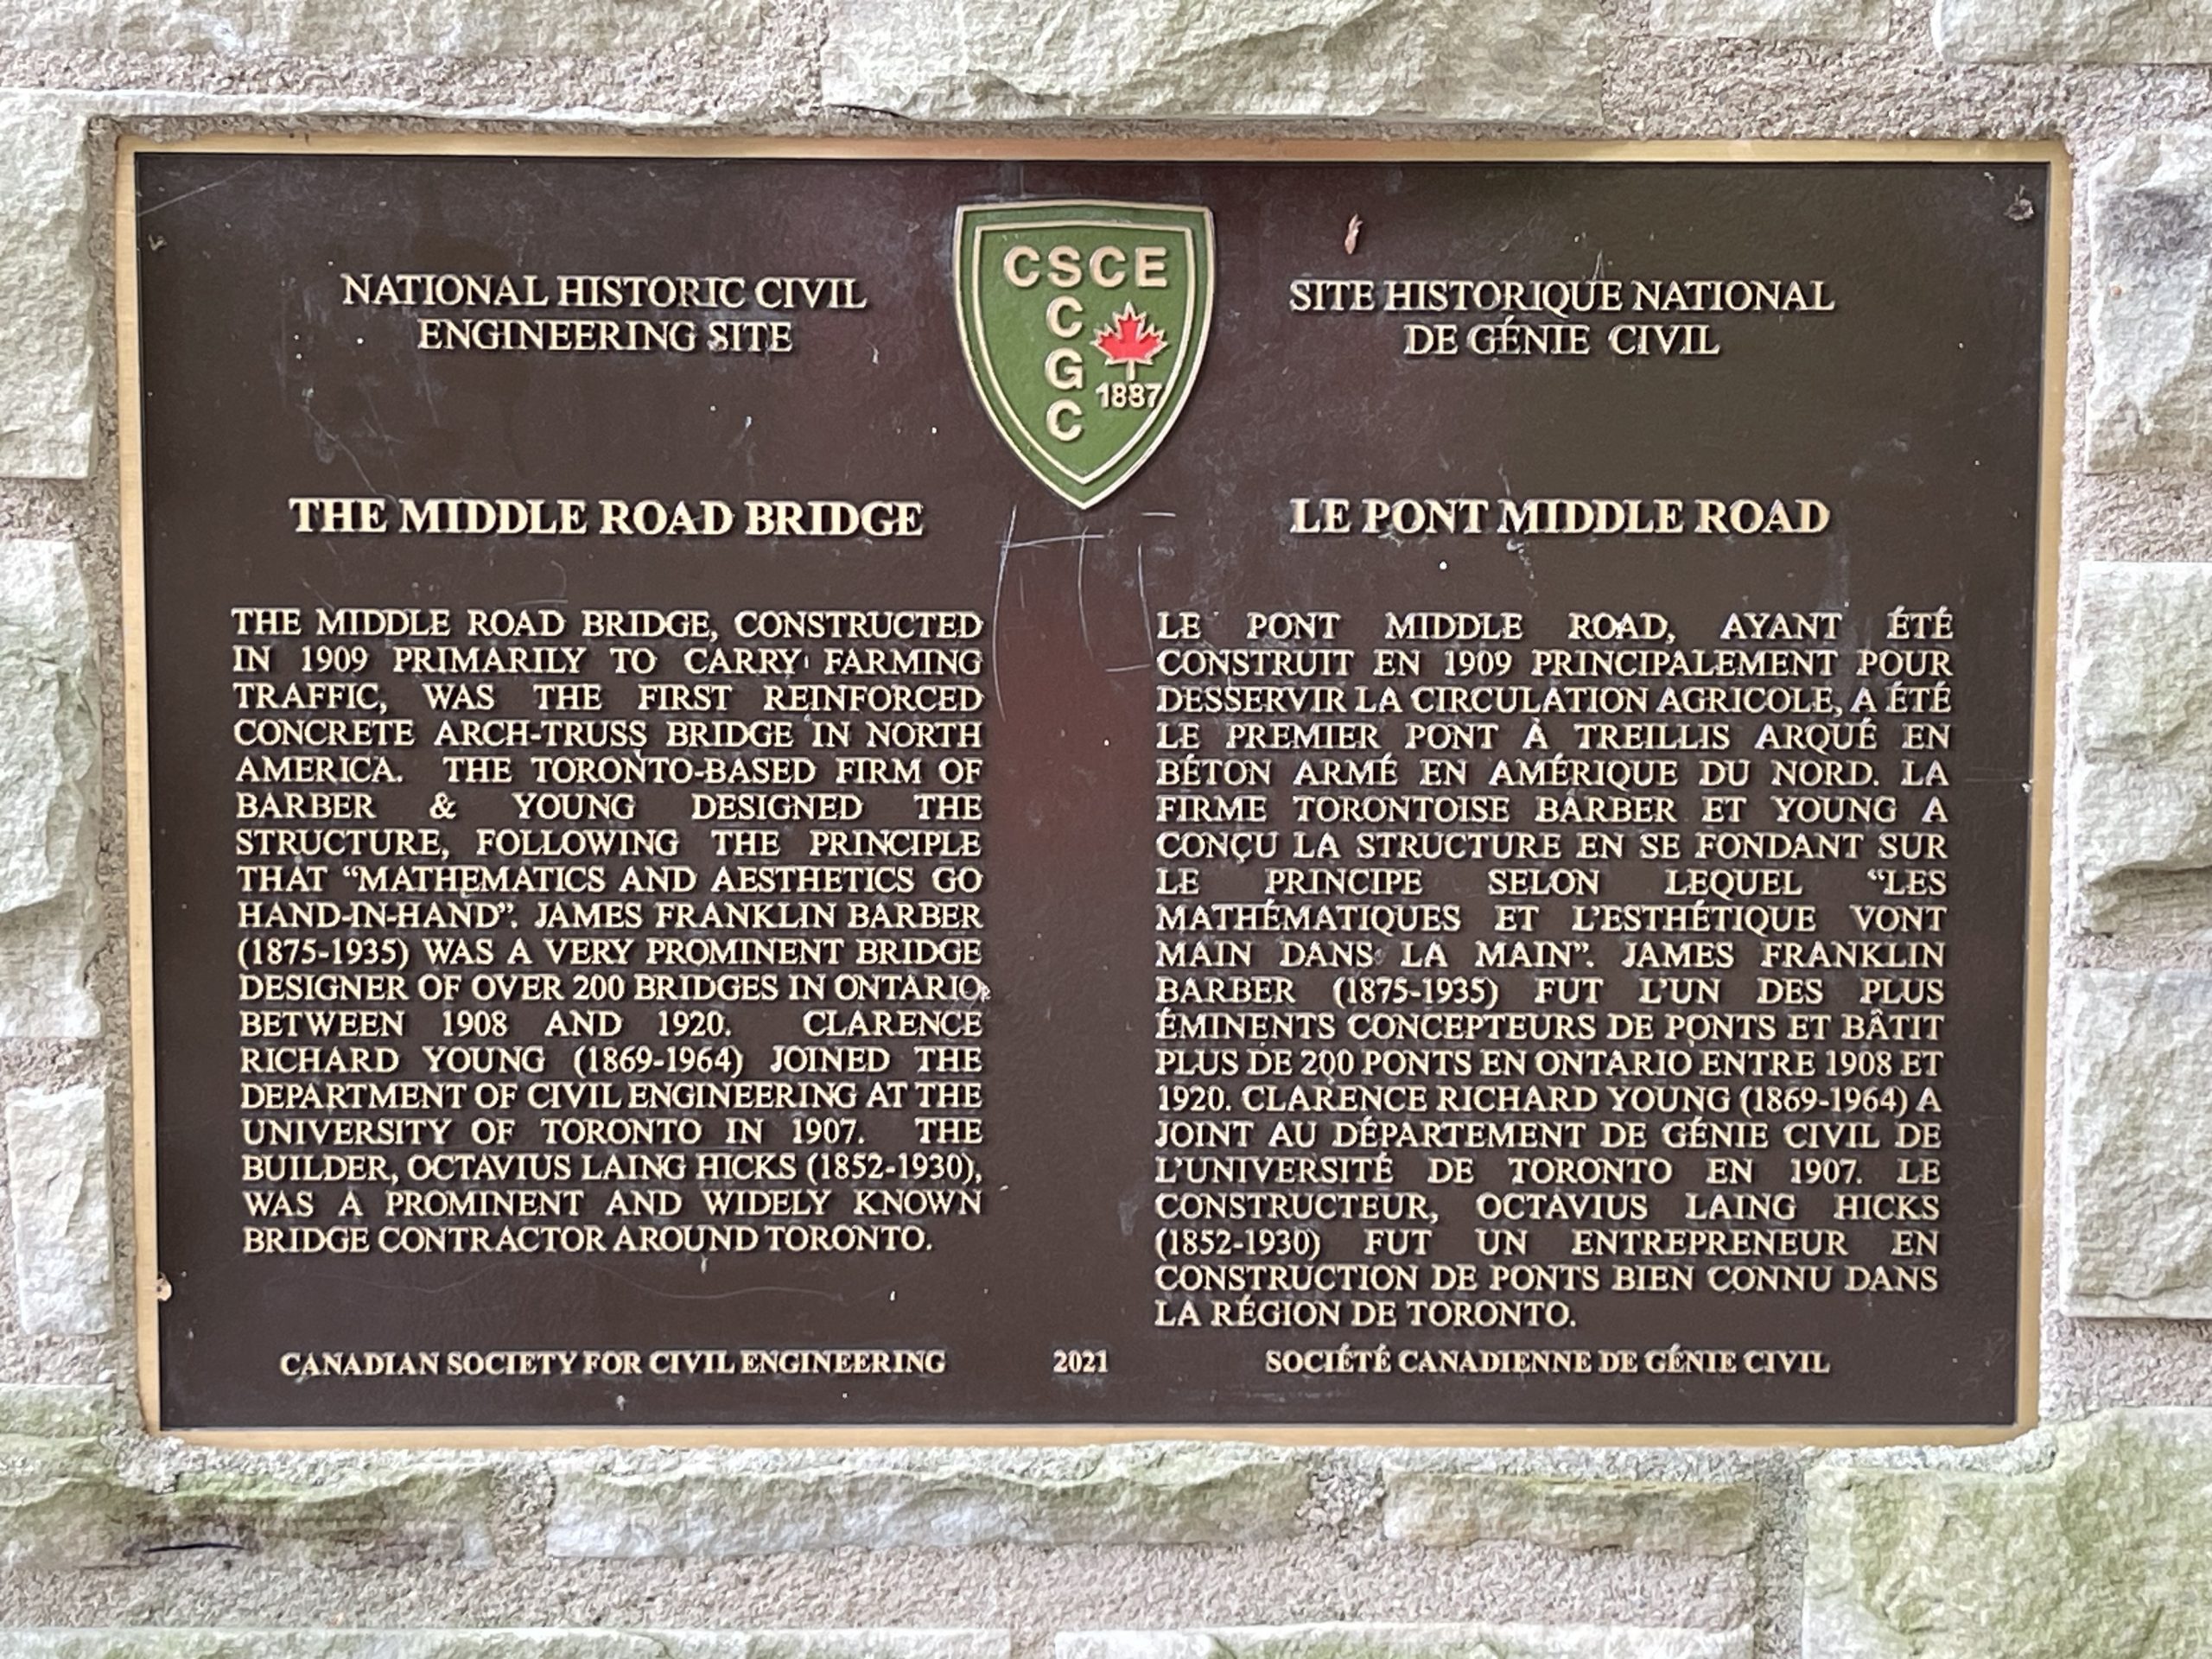 NATIONAL HISTORIC CIVIL
ENGINEERING SITE
CSCE
C
G
C
1887
SITE HISTORIQUE NATIONAL
DE GÉNIE CIVIL
THE MIDDLE ROAD BRIDGE
THE MIDDLE ROAD BRIDGE, CONSTRUCTED
IN 1909 PRIMARILY TO CARRY FARMING
TRAFFIC, WAS THE FIRST REINFORCED
CONCRETE ARCH-TRUSS BRIDGE IN NORTH
AMERICA. THE TORONTO-BASED FIRM OF
BARBER & YOUNG DESIGNED THE
STRUCTURE, FOLLOWING THE PRINCIPLE
THAT “MATHEMATICS AND AESTHETICS GO
HAND-IN-HAND”. JAMES FRANKLIN BARBER
(1875-1935) WAS A VERY PROMINENT BRIDGE
DESIGNER OF OVER 200 BRIDGES IN ONTARIO
BETWEEN 1908 AND 1920. CLARENCE
RICHARD YOUNG (1869-1964) JOINED THE
DEPARTMENT OF CIVIL ENGINEERING AT THE
UNIVERSITY OF TORONTO IN 1907. THE
BUILDER, OCTAVIUS LAING HICKS (1852-1930),
WAS A PROMINENT AND WIDELY KNOWN
BRIDGE CONTRACTOR AROUND TORONTO.
LE PONT MIDDLE ROAD
LE PONT MIDDLE ROAD, AYANT ÉTÉ
CONSTRUIT EN 1909 PRINCIPALEMENT POUR
DESSERVIR LA CIRCULATION AGRICOLE, A ÉTÉ
LE PREMIER PONT À TREILLIS ARQUÉ EN
BÉTON ARMÉ EN AMÉRIQUE DU NORD. LA
FIRME TORONTOISE BARBER ET YOUNG A
CONÇU LA STRUCTURE EN SE FONDANT SUR
LE PRINCIPE SELON LEQUEL “LES
MATHÉMATIQUES ET L’ESTHÉTIQUE VONT
MAIN DANS LA MAIN”. JAMES FRANKLIN
BARBER (1875-1935) FUT L’UN DES PLUS
ÉMINENTS CONCEPTEURS DE PONTS ET BÂTIT
PLUS DE 200 PONTS EN ONTARIO ENTRE 1908 ET
1920. CLARENCE RICHARD YOUNG (1869-1964) A
JOINT AU DÉPARTEMENT DE GÉNIE CIVIL DE
L’UNIVERSITÉ DE TORONTO EN 1907. LE
CONSTRUCTEUR, OCTAVIUS LAING HICKS
(1852-1930) FUT UN ENTREPRENEUR EN
CONSTRUCTION DE PONTS BIEN CONNU DANS
LA RÉGION DE TORONTO.
CANADIAN SOCIETY FOR CIVIL ENGINEERING
2021
SOCIÉTÉ CANADIENNE DE GÉNIE CIVIL